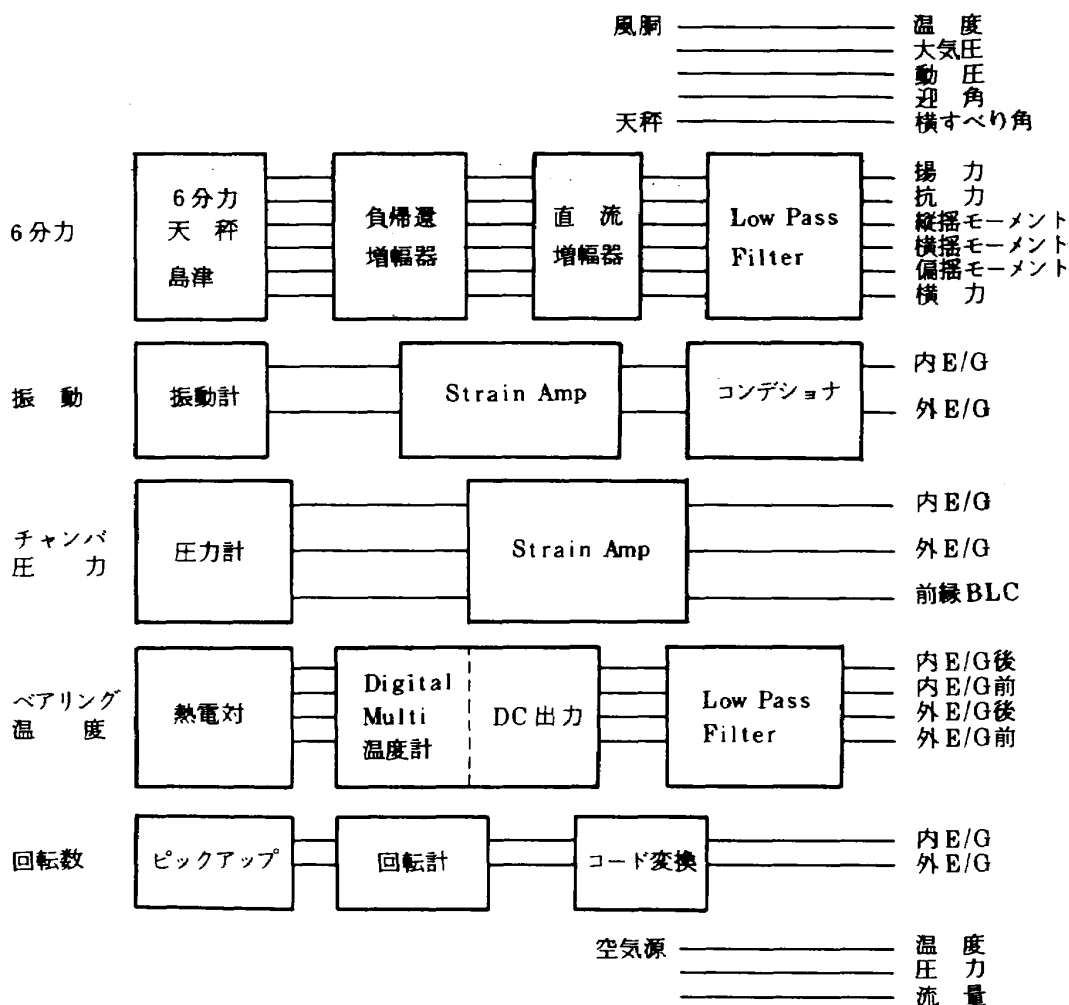 風胴 温度
大気圧
動圧
迎角
天秤 横すべり角
6分力
6分力
天秤
島津
負帰還
増幅器
直流
増幅器
Low Pass
Filter
揚力
抗力
縦揺モーメント
横揺モーメント
偏揺モーメント
横力
振動
振動計
Strain Amp
コンデショナ
内E/G
外E/G
チャンバ
圧力
圧力計
Strain Amp
内E/G
外E/G
前縁BLC
ベアリング
温度
熱電対
Digital
Multi
温度計
DC出力
Low Pass
Filter
内E/G後
内E/G前
外E/G後
外E/G前
回転数
ピックアップ
回転計
コード変換
内E/G
外E/G
空気源 温度
圧力
流量